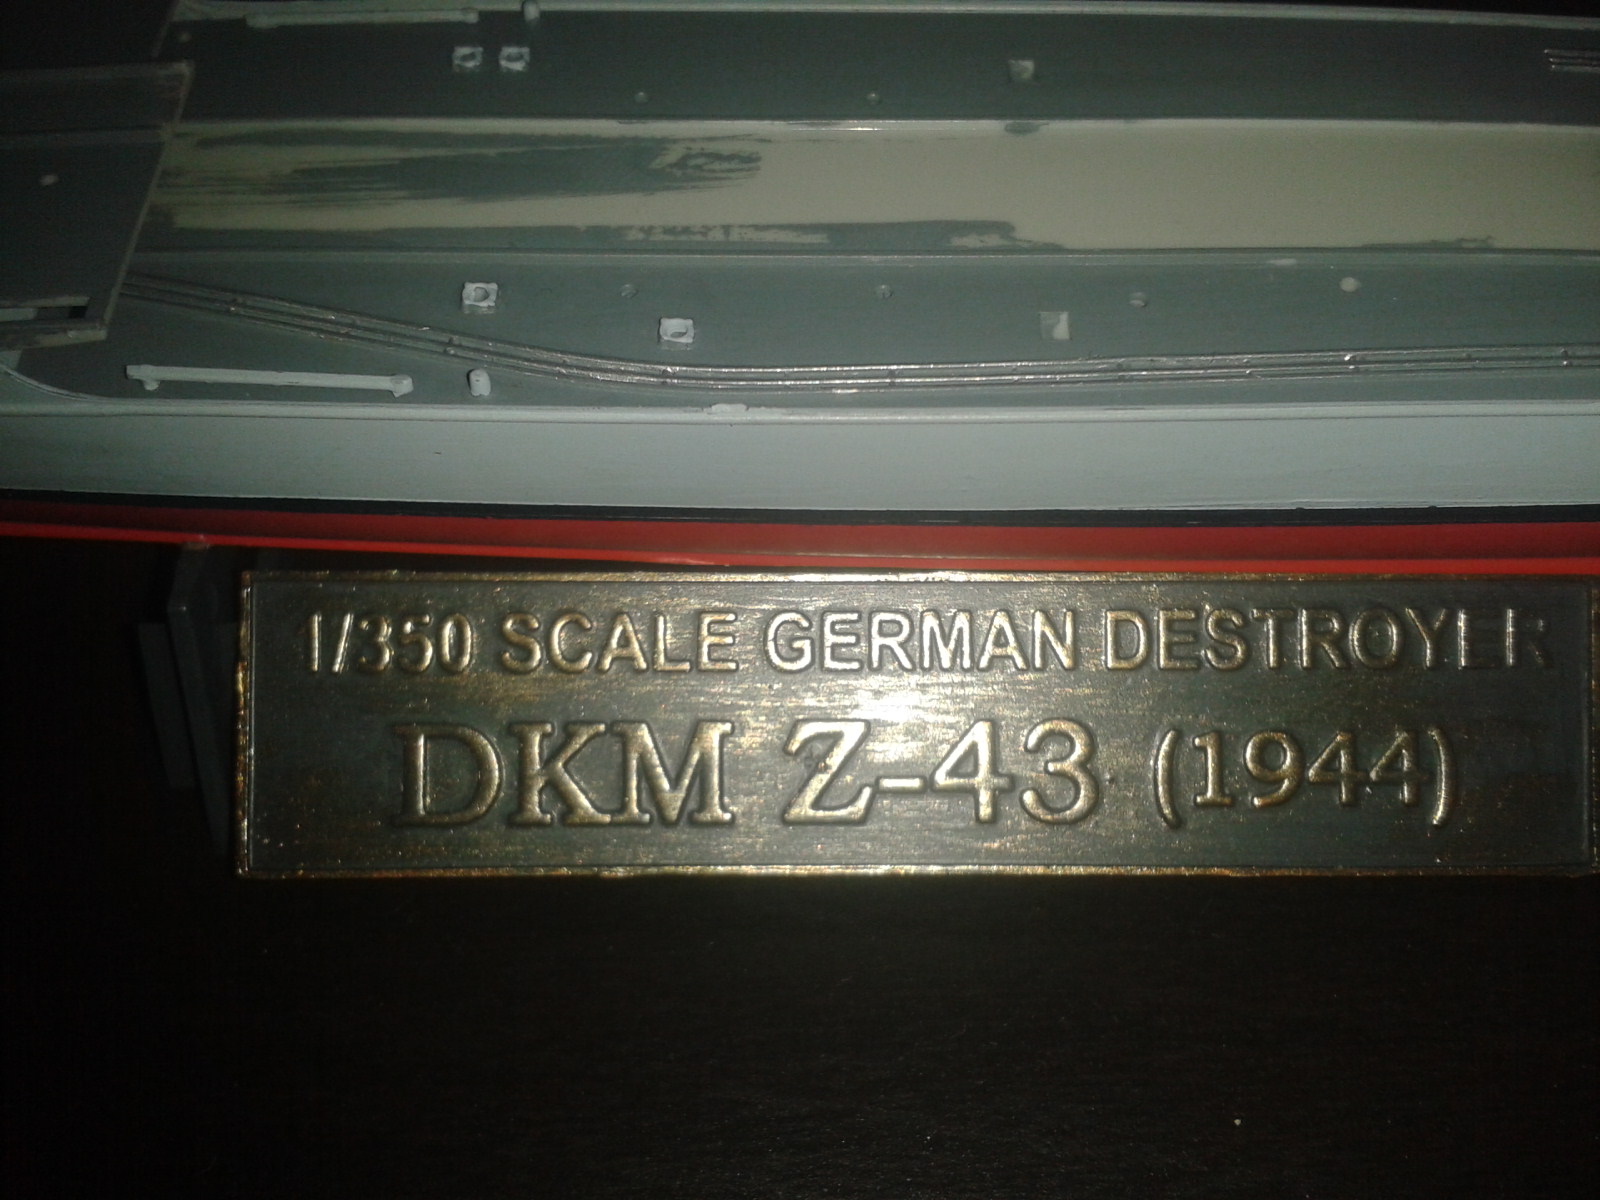 1/350 SCALE GERMAN DESTROYER
DKM Z-43 (1944)